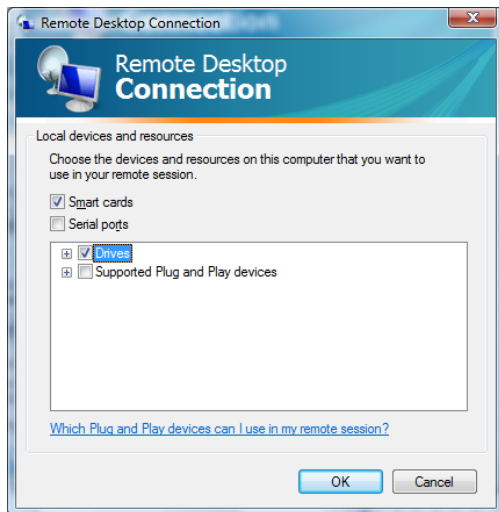 Remote Desktop Connection
Remote Desktop
Connection
Local devices and resources
Choose the devices and resources on this computer that you want to
use in your remote session.
Smart cards
Serial ports
Drives
Supported Plug and Play devices
Which Plug and Play devices can I use in my remote session?
OK
Cancel